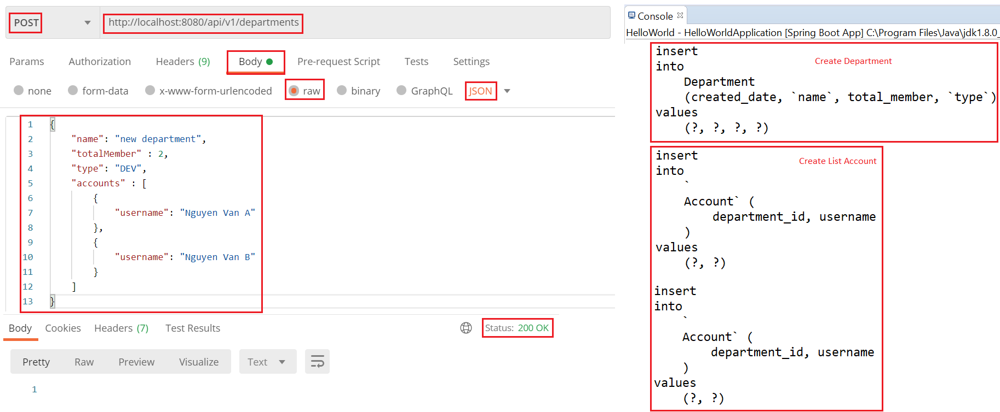 POST
http://localhost:8080/api/v1/departments
Params Authorization Headers (9) Body Pre-request Script Tests Settings
none form-data x-www-form-urlencoded raw binary GraphQL JSON
1 {
2 "name": "new department",
3 "totalMember" : 2,
4 "type": "DEV",
5 "accounts" : [
6 {
7 "username": "Nguyen Van A"
8 },
9 {
10 "username": "Nguyen Van B"
11 }
12 ]
13 }
Body Cookies Headers (7) Test Results Status: 200 OK
Pretty Raw Preview Visualize Text
1
Console
HelloWorld - HelloWorldApplication [Spring Boot App] C:\Program Files\Java\jdk1.8.0_
insert
Create Department
into
Department
(created_date, `name`, total_member, `type`)
values
(?, ?, ?, ?)
insert
Create List Account
into
`
Account` (
department_id, username
)
values
(?, ?)
insert
into
`
Account` (
department_id, username
)
values
(?, ?)